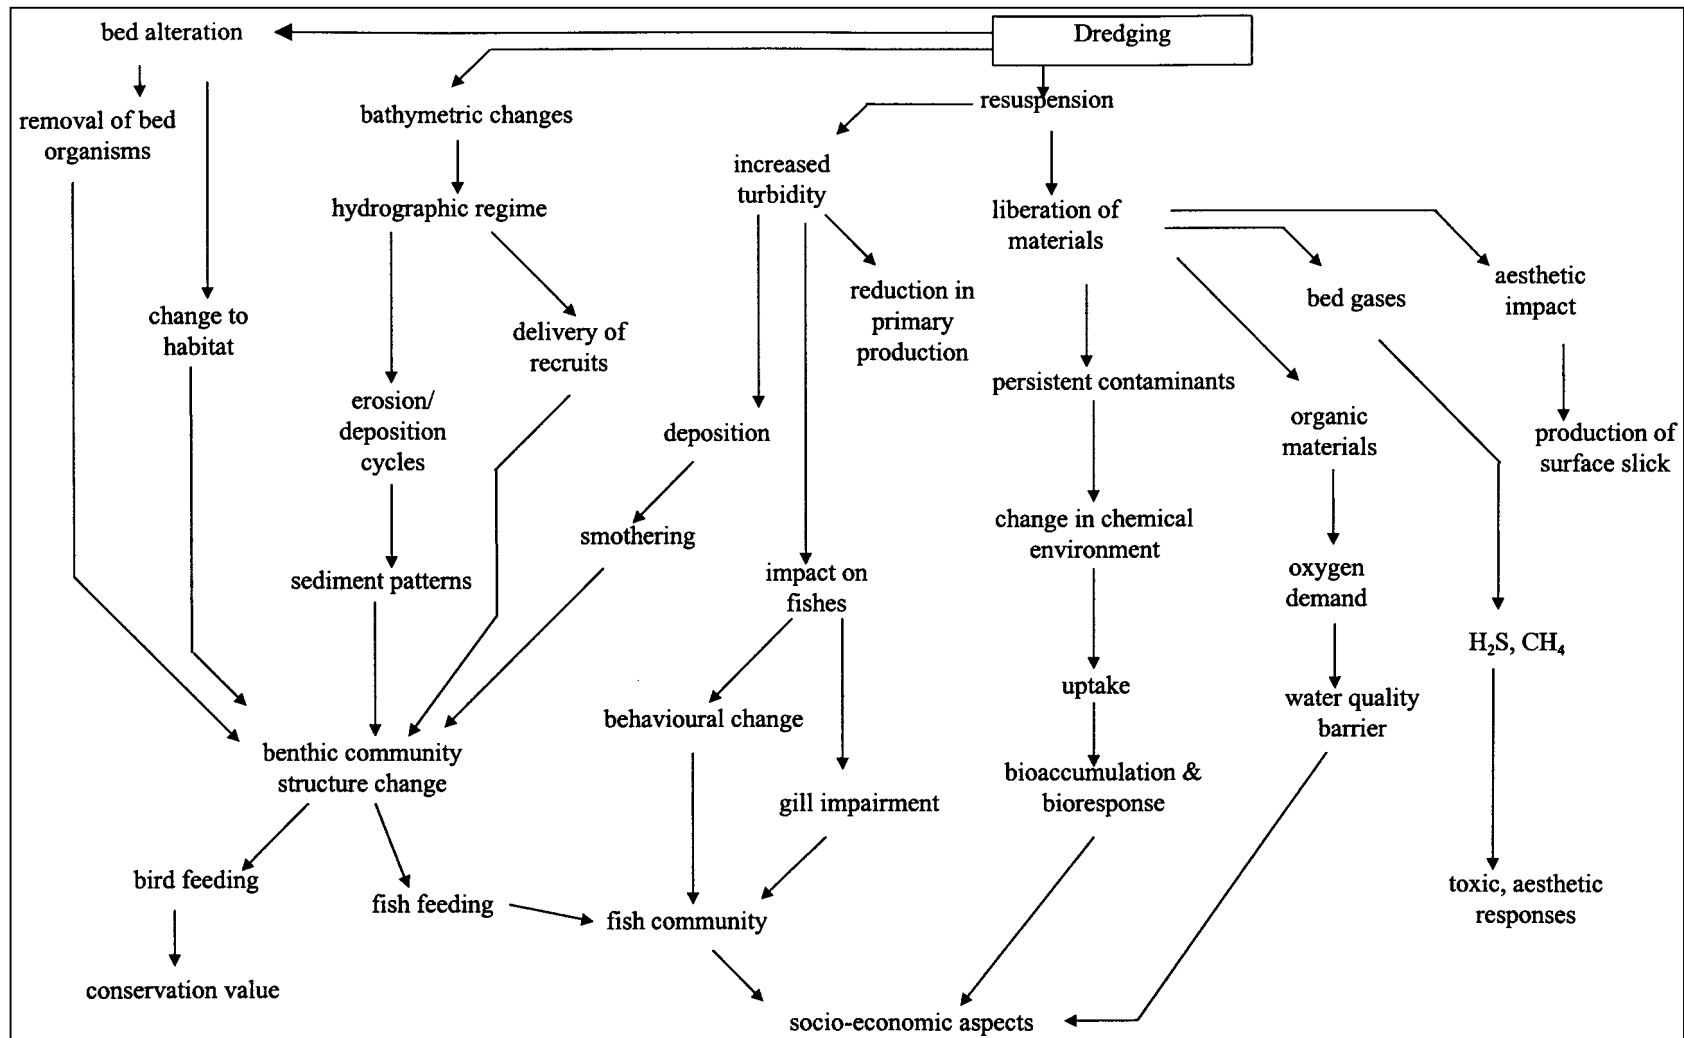 Dredging
bed alteration
removal of bed
organisms
bathymetric changes
resuspension
increased
turbidity
hydrographic regime
liberation of
materials
change to
habitat
delivery of
recruits
reduction in
primary
production
bed gases
aesthetic
impact
persistent contaminants
erosion/
deposition
cycles
deposition
organic
materials
production of
surface slick
smothering
change in chemical
environment
sediment patterns
impact on
fishes
oxygen
demand
H₂S, CH₄
uptake
behavioural change
water quality
barrier
benthic community
structure change
gill impairment
bioaccumulation &
bioresponse
bird feeding
fish feeding
fish community
toxic, aesthetic
responses
conservation value
socio-economic aspects